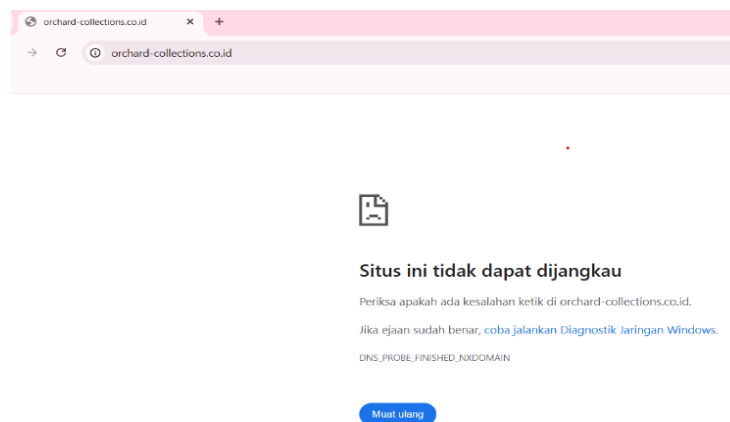 orchard-collections.co.id
orchard-collections.co.id
Situs ini tidak dapat dijangkau
Periksa apakah ada kesalahan ketik di orchard-collections.co.id.
Jika ejaan sudah benar, coba jalankan Diagnostik Jaringan Windows.
DNS_PROBE_FINISHED_NXDOMAIN
Muat ulang